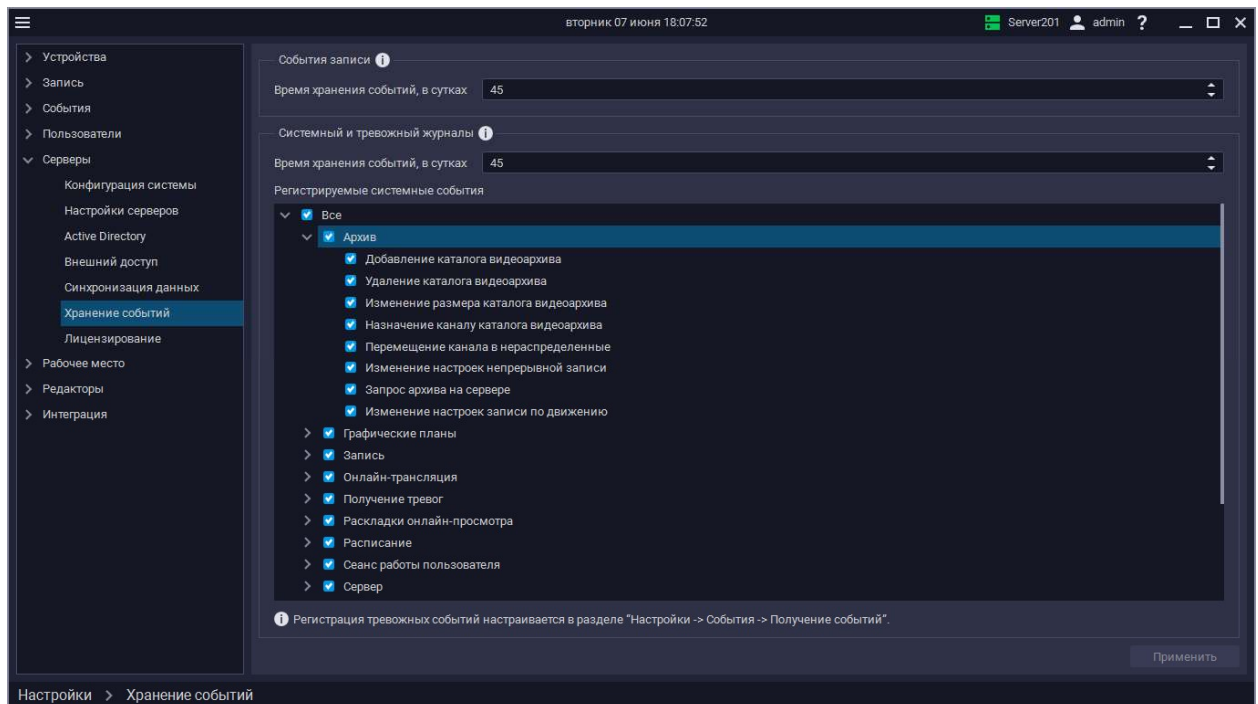 вторник 07 июня 18:07:52
Server201 admin ?
Устройства
Запись
События
Пользователи
Серверы
Конфигурация системы
Настройки серверов
Active Directory
Внешний доступ
Синхронизация данных
Хранение событий
Лицензирование
Рабочее место
Редакторы
Интеграция
События записи i
Время хранения событий, в сутках 45
Системный и тревожный журналы i
Время хранения событий, в сутках 45
Регистрируемые системные события
Все
Архив
Добавление каталога видеоархива
Удаление каталога видеоархива
Изменение размера каталога видеоархива
Назначение каналу каталога видеоархива
Перемещение канала в нераспределенные
Изменение настроек непрерывной записи
Запрос архива на сервере
Изменение настроек записи по движению
Графические планы
Запись
Онлайн-трансляция
Получение тревог
Раскладки онлайн-просмотра
Расписание
Сеанс работы пользователя
Сервер
i Регистрация тревожных событий настраивается в разделе "Настройки -> События -> Получение событий".
Применить
Настройки > Хранение событий